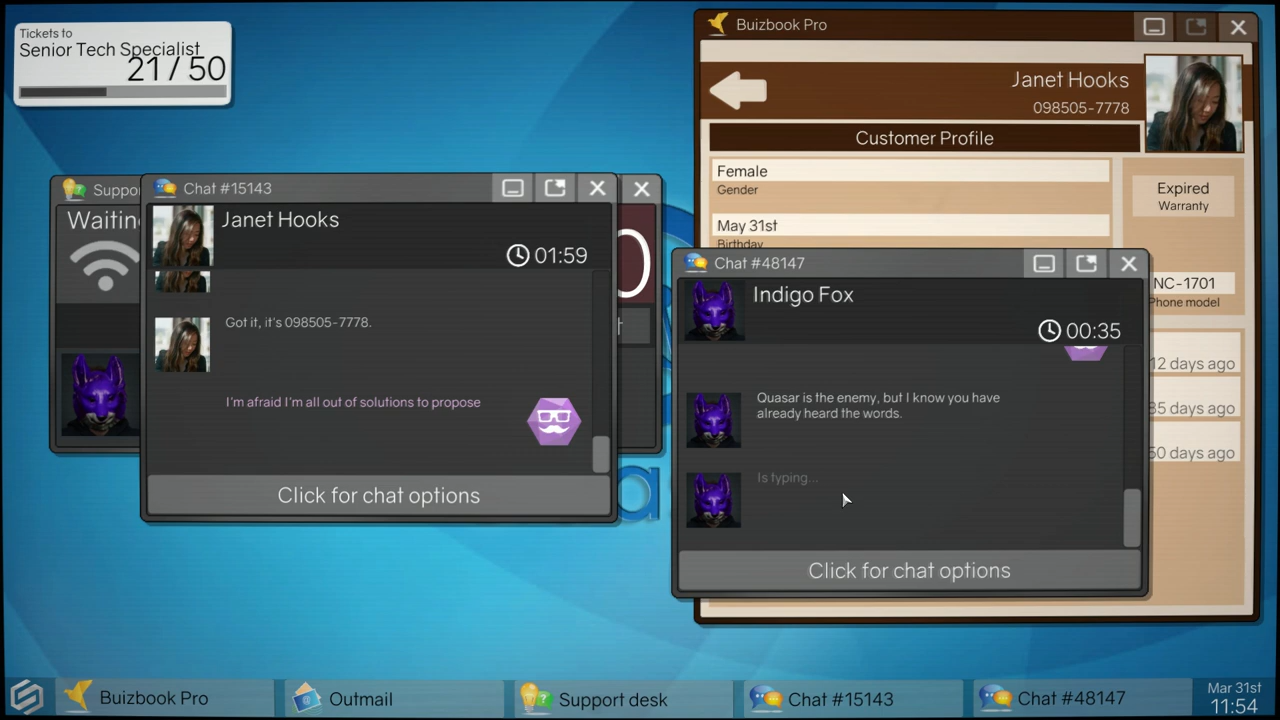 Tickets to
Senior Tech Specialist
21 / 50
Buizbook Pro
Janet Hooks
098505-7778
Customer Profile
Female
Gender
May 31st
Birthday
Expired
Warranty
NC-1701
Phone model
12 days ago
85 days ago
Suppo
Waitin
Chat #15143
Janet Hooks
01:59
Got it, it's 098505-7778.
I'm afraid I'm all out of solutions to propose
Click for chat options
Chat #48147
Indigo Fox
00:35
Quasar is the enemy, but I know you have
already heard the words.
Is typing...
Click for chat options
Buizbook Pro
Outmail
Support desk
Chat #15143
Chat #48147
Mar 31st
11:54